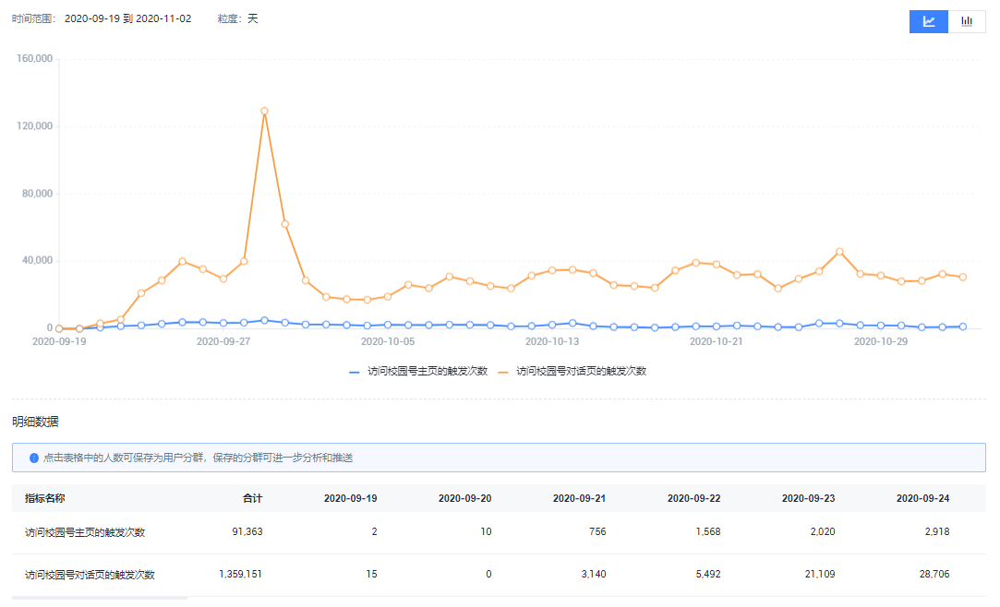 时间范围： 2020-09-19 到 2020-11-02 粒度：天
160,000
120,000
80,000
40,000
0
2020-09-19 2020-09-27 2020-10-05 2020-10-13 2020-10-21 2020-10-29
访问校园号主页的触发次数 访问校园号对话页的触发次数
明细数据
点击表格中的人数可保存为用户分群，保存的分群可进一步分析和推送
指标名称 合计 2020-09-19 2020-09-20 2020-09-21 2020-09-22 2020-09-23 2020-09-24
访问校园号主页的触发次数 91,363 2 10 756 1,568 2,020 2,918
访问校园号对话页的触发次数 1,359,151 15 0 3,140 5,492 21,109 28,706